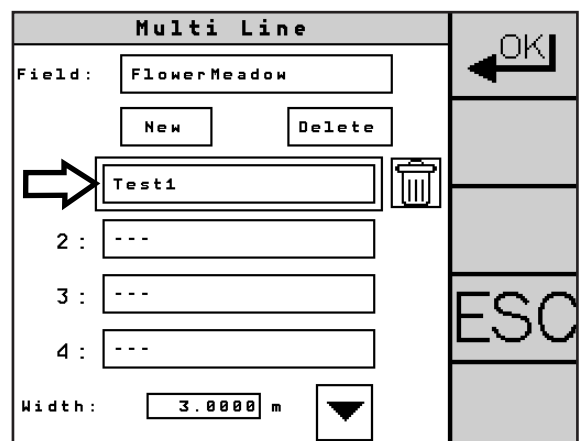 Multi Line
OK
Field: FlowerMeadow
New Delete
Test1
2: ---
3: ---
ESC
4: ---
Width: 3.0000 m